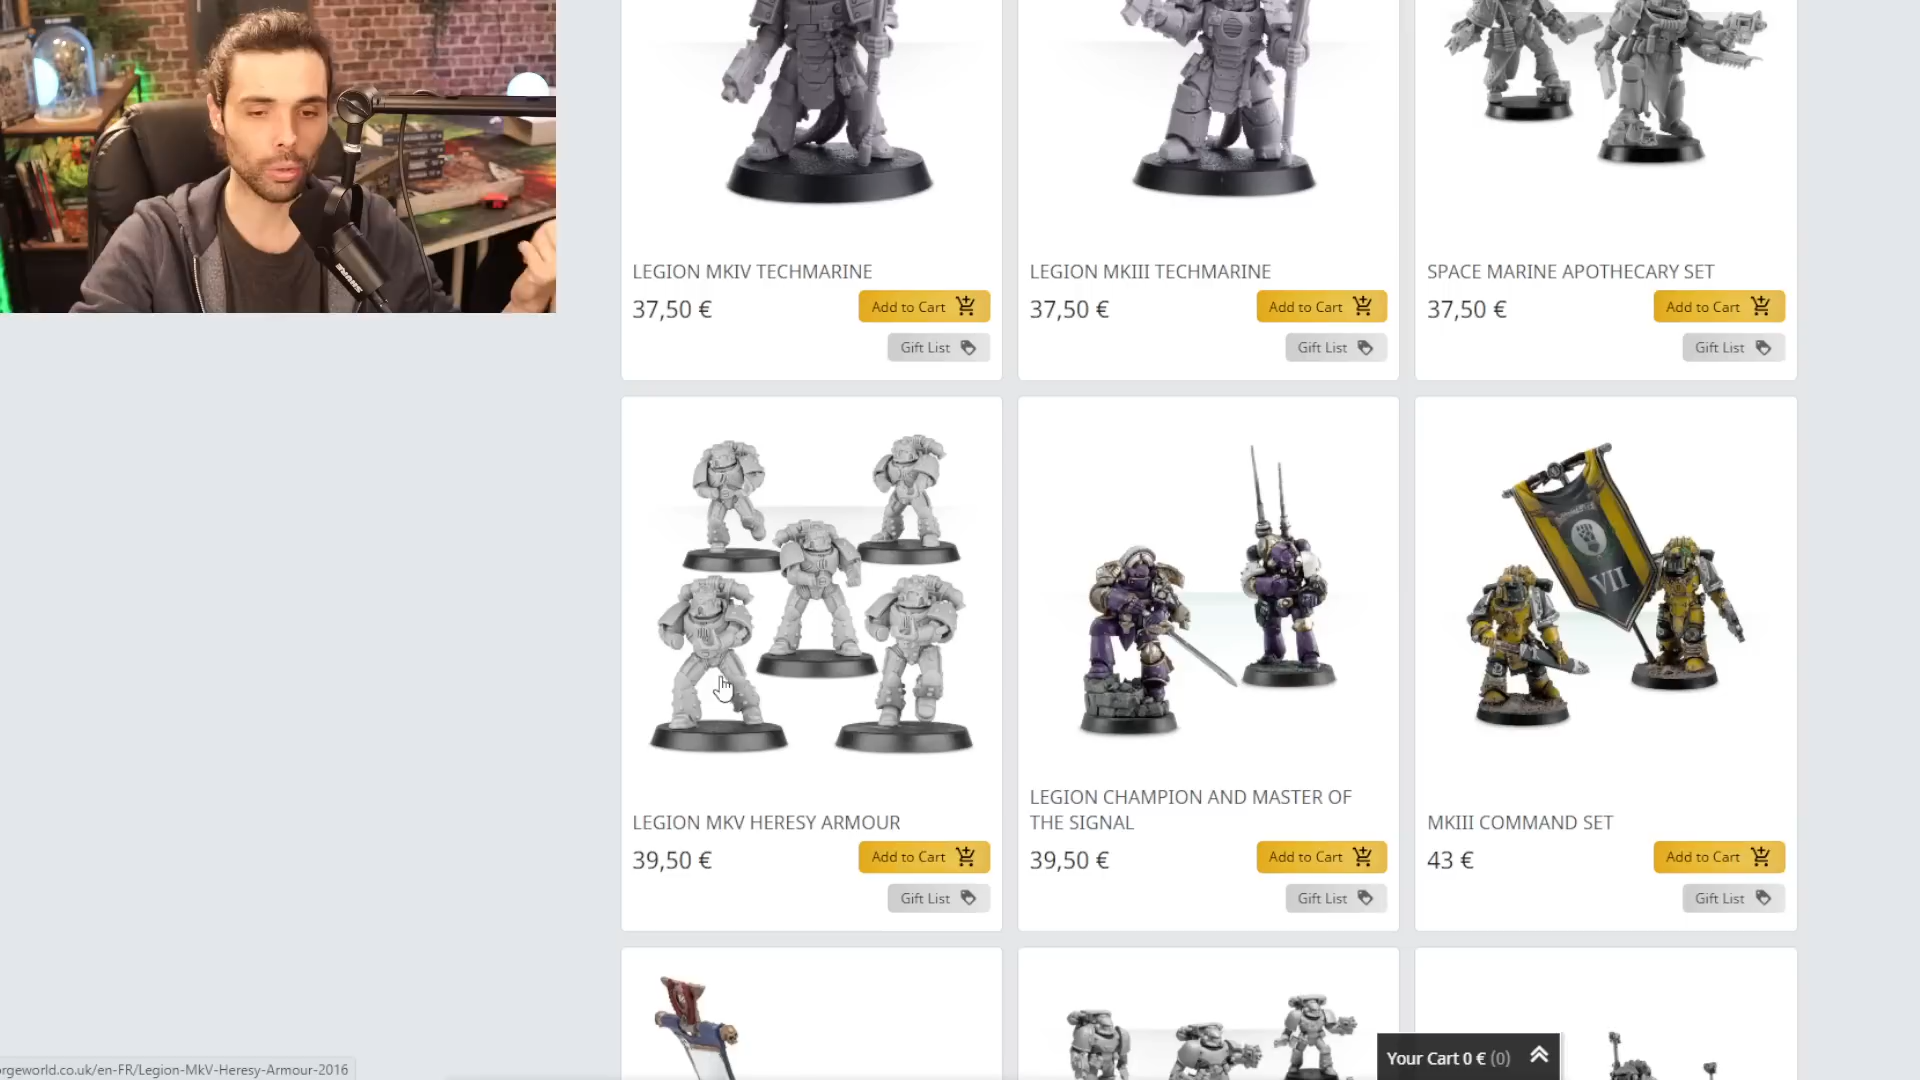 LEGION MKIV TECHMARINE
37,50 €
Add to Cart
Gift List
LEGION MKIII TECHMARINE
37,50 €
Add to Cart
Gift List
SPACE MARINE APOTHECARY SET
37,50 €
Add to Cart
Gift List
LEGION MKV HERESY ARMOUR
39,50 €
Add to Cart
Gift List
LEGION CHAMPION AND MASTER OF
THE SIGNAL
39,50 €
Add to Cart
Gift List
VII
MKIII COMMAND SET
43 €
Add to Cart
Gift List
Your Cart 0 € (0)
orgeworld.co.uk/en-FR/Legion-MkV-Heresy-Armour-2016